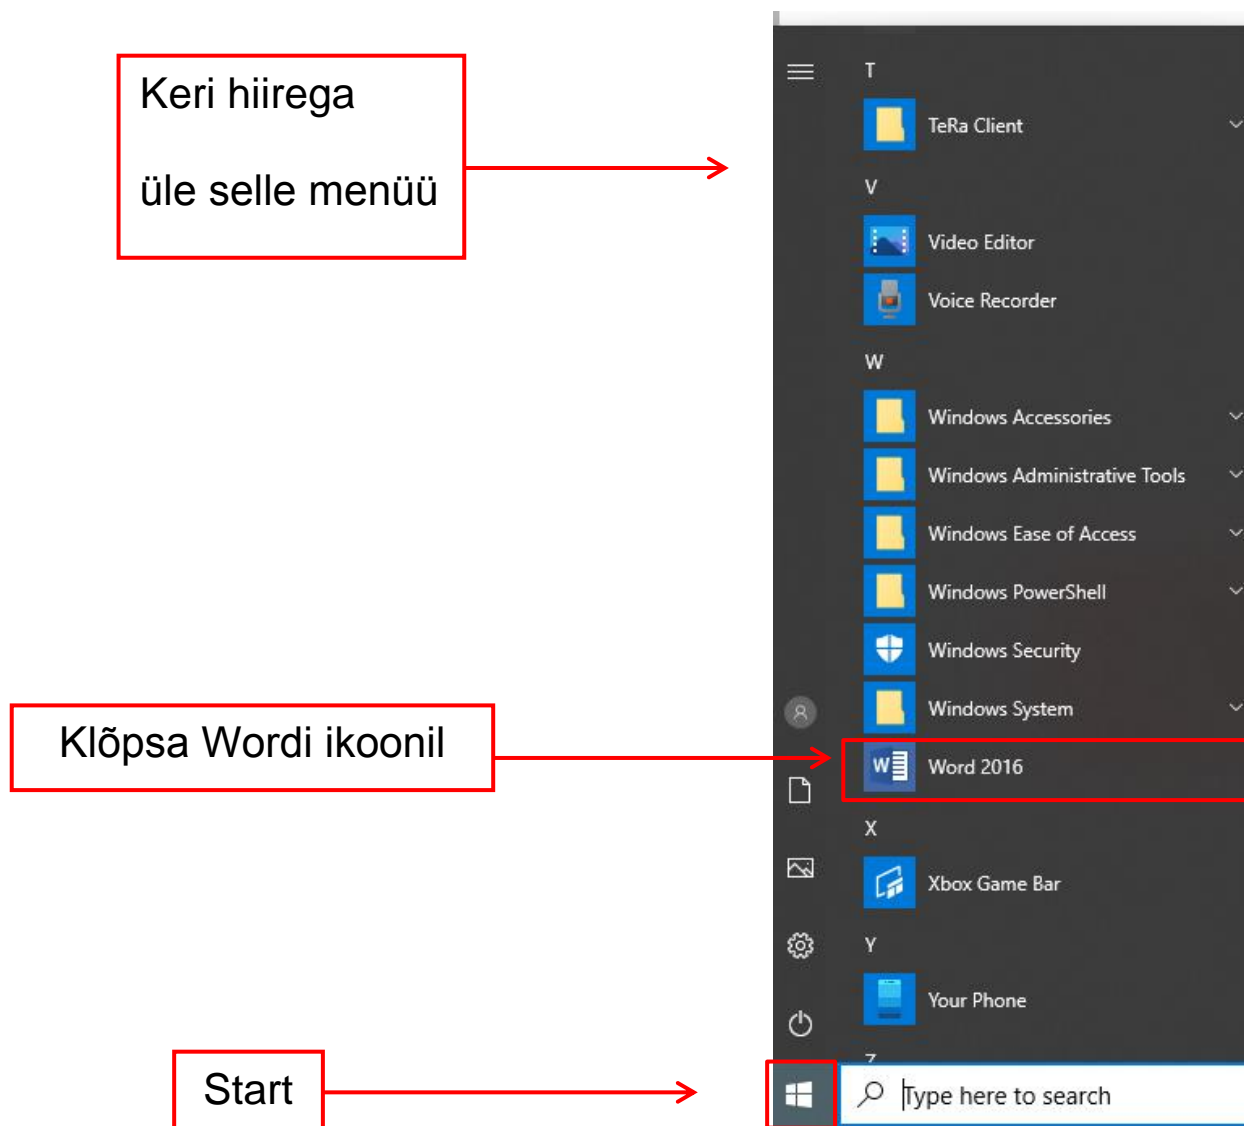 Keri hiirega
üle selle menüü
Klõpsa Wordi ikoonil
Start
T
TeRa Client
V
Video Editor
Voice Recorder
W
Windows Accessories
Windows Administrative Tools
Windows Ease of Access
Windows PowerShell
Windows Security
Windows System
W Word 2016
X
Xbox Game Bar
Y
Your Phone
Z
Type here to search